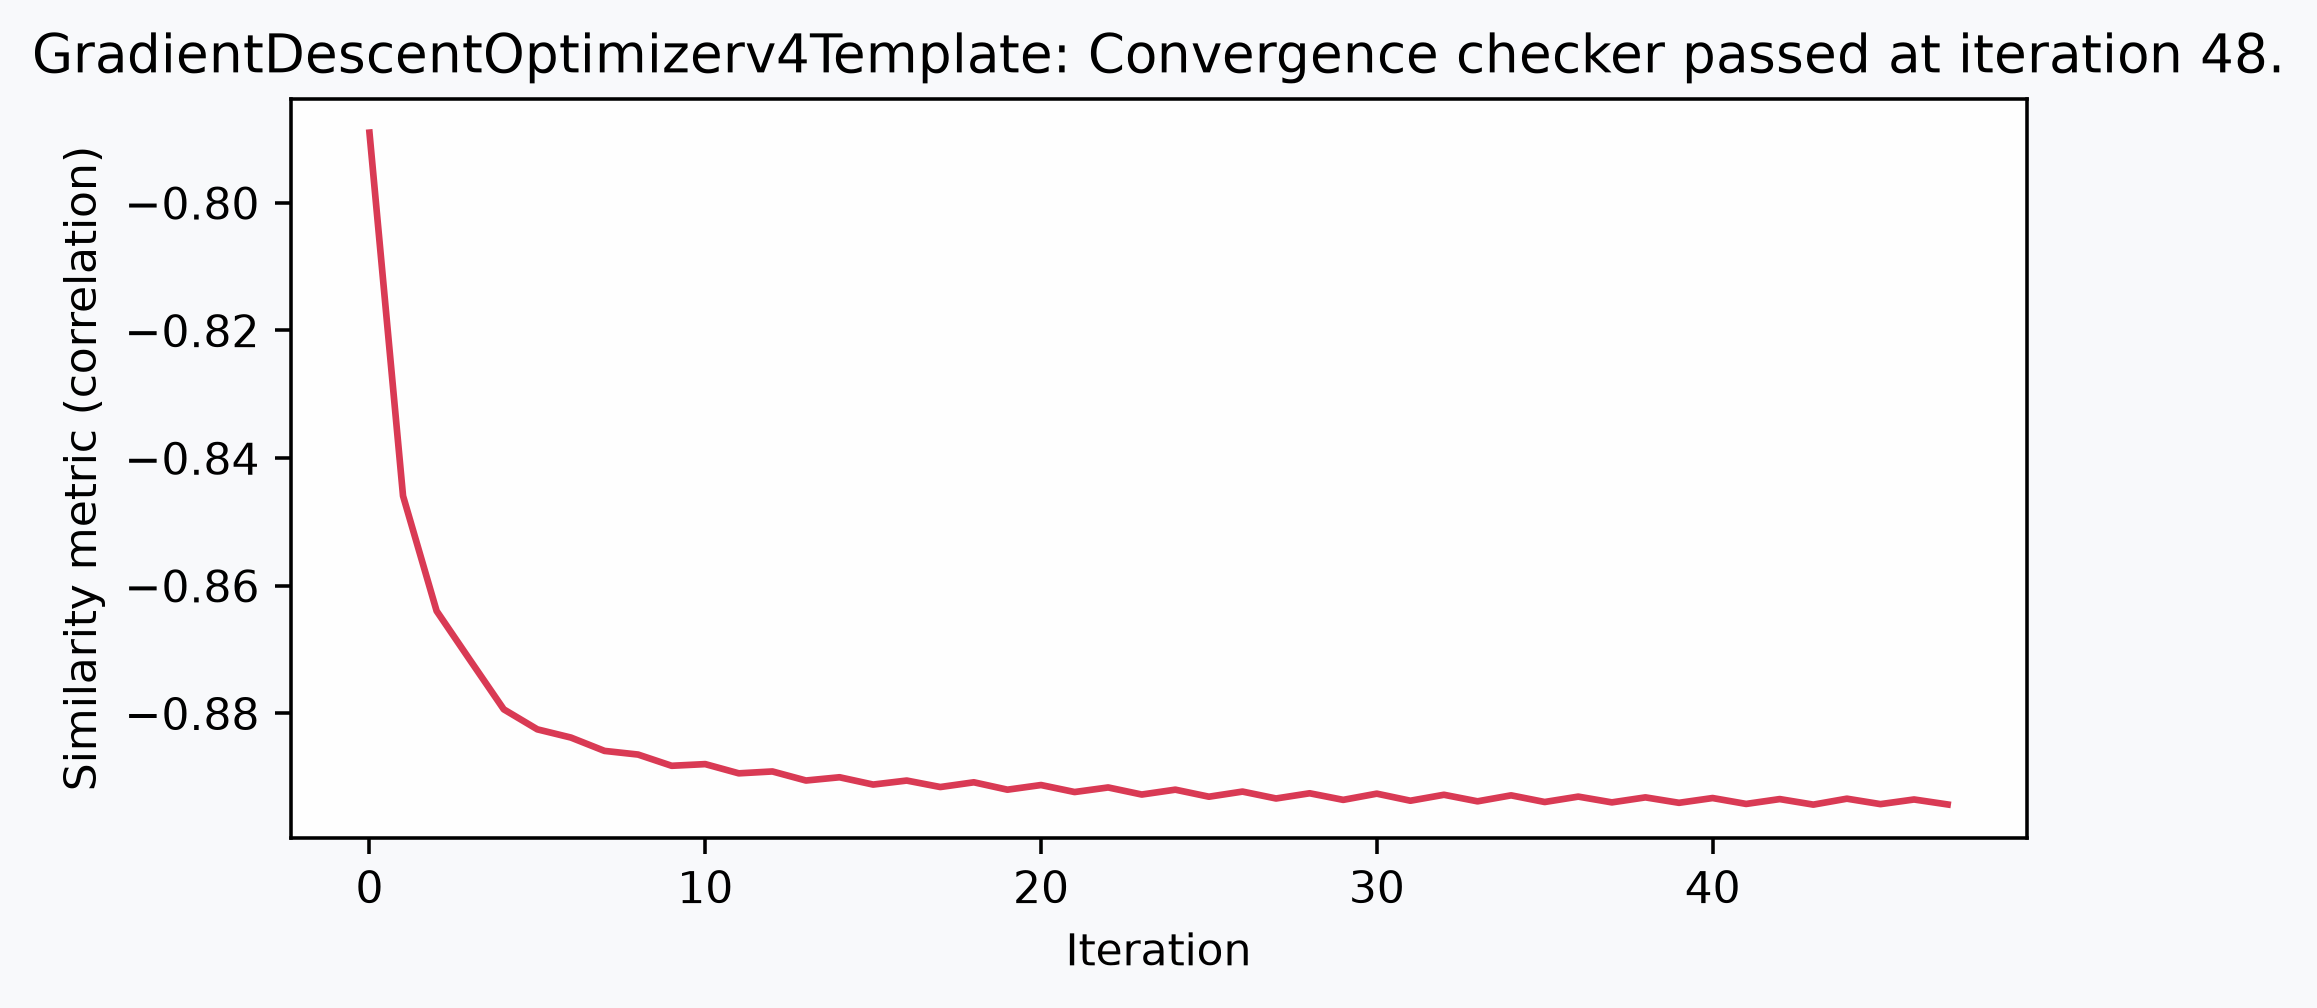 GradientDescentOptimizerv4Template: Convergence checker passed at iteration 48.
Similarity metric (correlation)
−0.80
−0.82
−0.84
−0.86
−0.88
0 10 20 30 40
Iteration